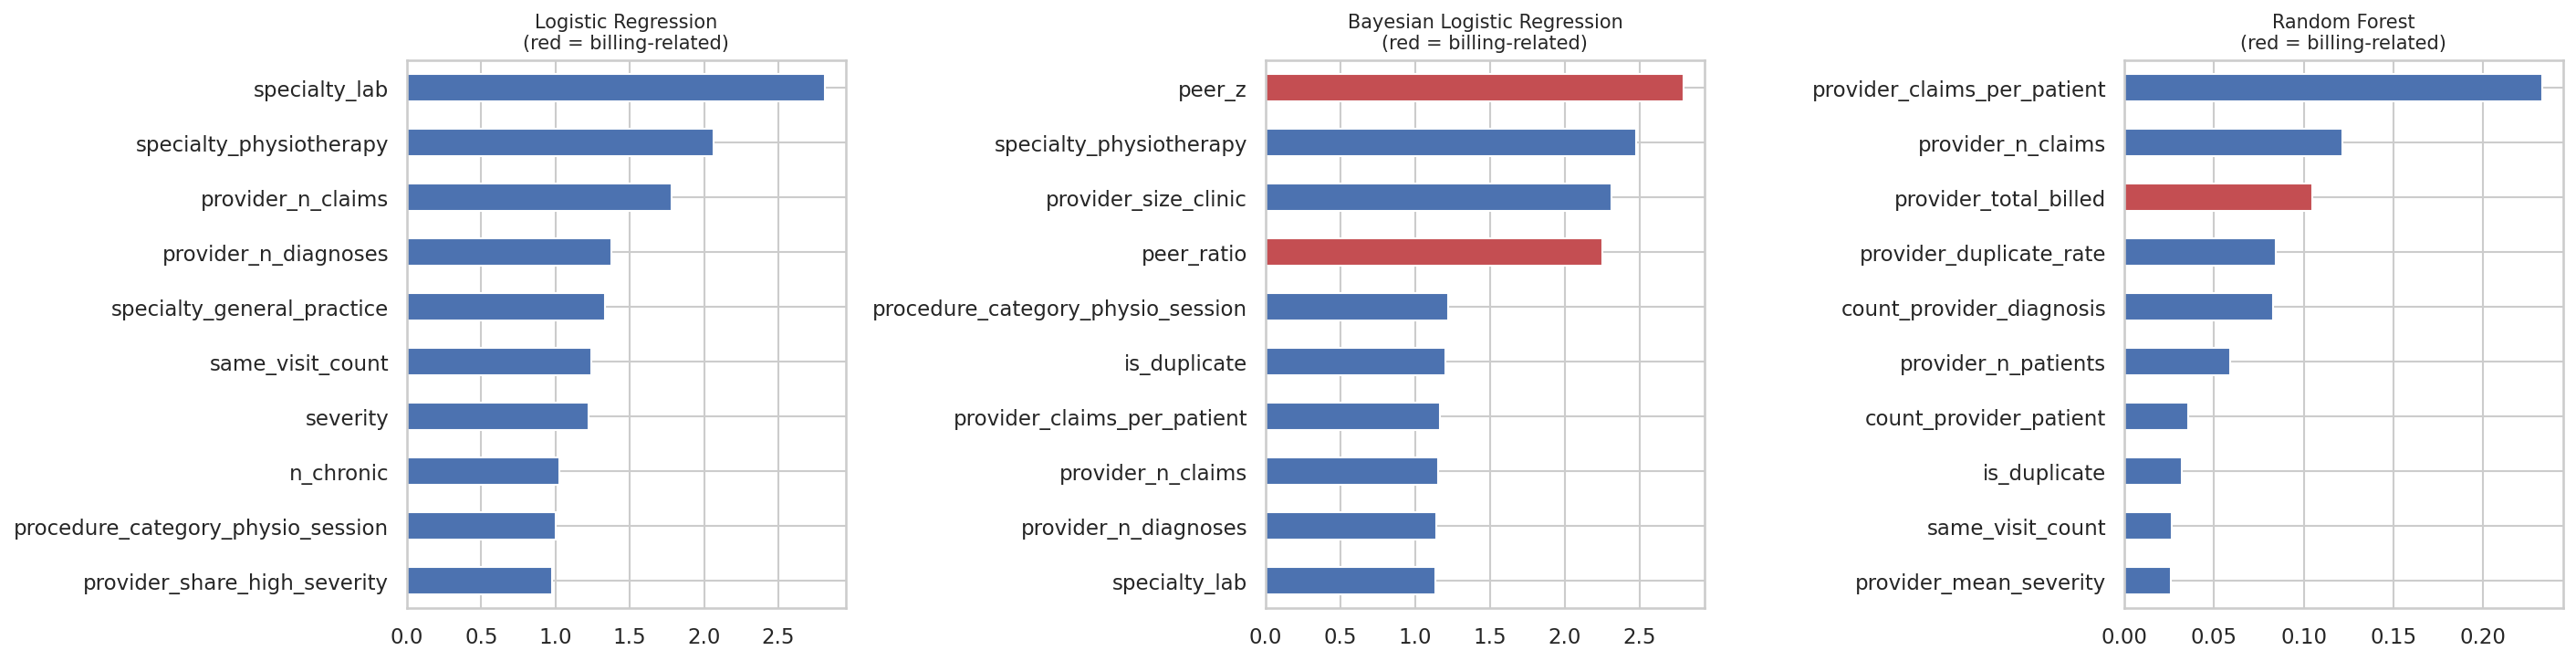 Logistic Regression
(red = billing-related)
specialty_lab
specialty_physiotherapy
provider_n_claims
provider_n_diagnoses
specialty_general_practice
same_visit_count
severity
n_chronic
procedure_category_physio_session
provider_share_high_severity
0.0 0.5 1.0 1.5 2.0 2.5
Bayesian Logistic Regression
(red = billing-related)
peer_z
specialty_physiotherapy
provider_size_clinic
peer_ratio
procedure_category_physio_session
is_duplicate
provider_claims_per_patient
provider_n_claims
provider_n_diagnoses
specialty_lab
0.0 0.5 1.0 1.5 2.0 2.5
Random Forest
(red = billing-related)
provider_claims_per_patient
provider_n_claims
provider_total_billed
provider_duplicate_rate
count_provider_diagnosis
provider_n_patients
count_provider_patient
is_duplicate
same_visit_count
provider_mean_severity
0.00 0.05 0.10 0.15 0.20